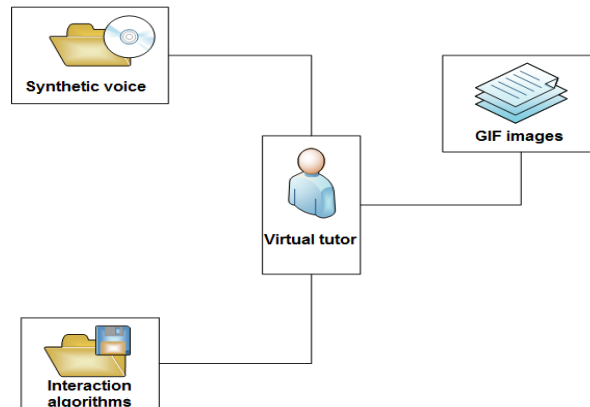 Synthetic voice
GIF images
Virtual tutor
Interaction
algorithms